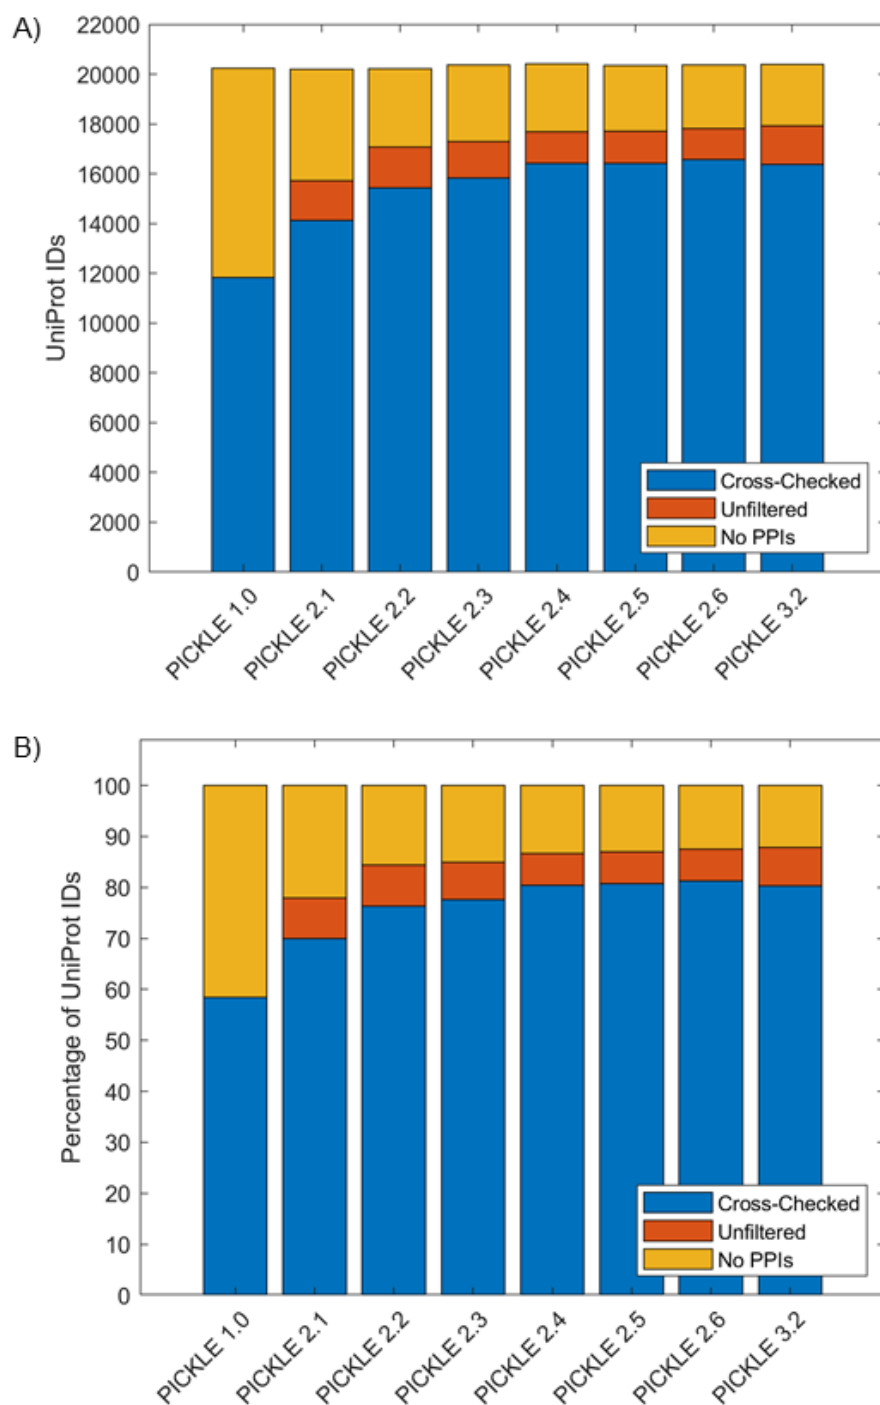 A)
UniProt IDs
22000
20000
18000
16000
14000
12000
10000
8000
6000
4000
2000
0
Cross-Checked
Unfiltered
No PPIs
PICKLE 1.0
PICKLE 2.1
PICKLE 2.2
PICKLE 2.3
PICKLE 2.4
PICKLE 2.5
PICKLE 2.6
PICKLE 3.2
B)
Percentage of UniProt IDs
100
90
80
70
60
50
40
30
20
10
0
Cross-Checked
Unfiltered
No PPIs
PICKLE 1.0
PICKLE 2.1
PICKLE 2.2
PICKLE 2.3
PICKLE 2.4
PICKLE 2.5
PICKLE 2.6
PICKLE 3.2